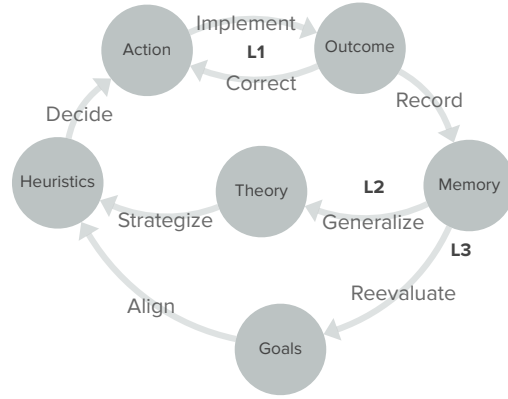 Implement
Action
L1
Outcome
Correct
Record
Decide
Heuristics
Theory
L2
Memory
Strategize
Generalize
L3
Reevaluate
Align
Goals